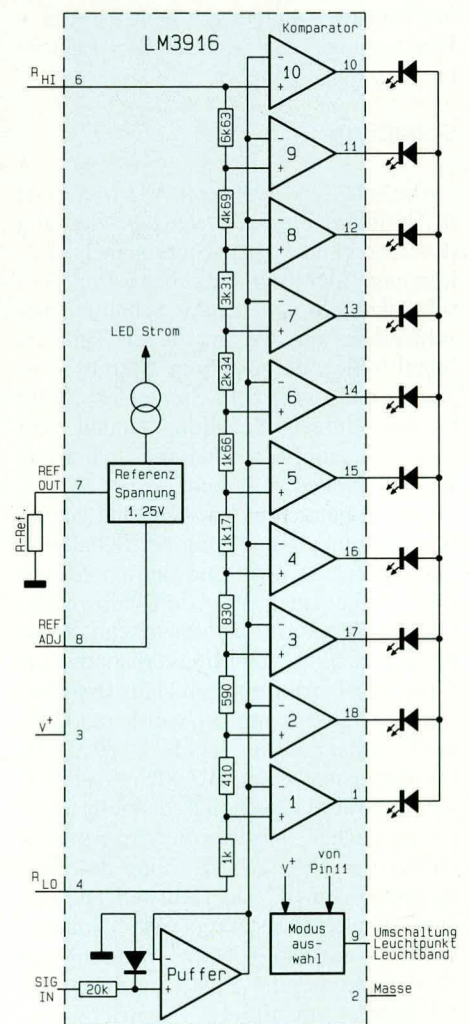 LM3916
Komparator
R HI 6
10
10
6k63
9
11
4k69
8
12
3k31
7
13
LED Strom
2k34
6
14
1k66
REF OUT 7
Referenz
Spannung
1,25V
5
15
R-Ref.
1k17
4
16
830
REF ADJ 8
3
17
590
V+ 3
2
18
410
1
1
1k
R LO 4
V+
von
Pin11
Modus
aus-
wahl
9
Umschaltung
Leuchtpunkt
Leuchtband
Puffer
SIG IN
20k
2 Masse